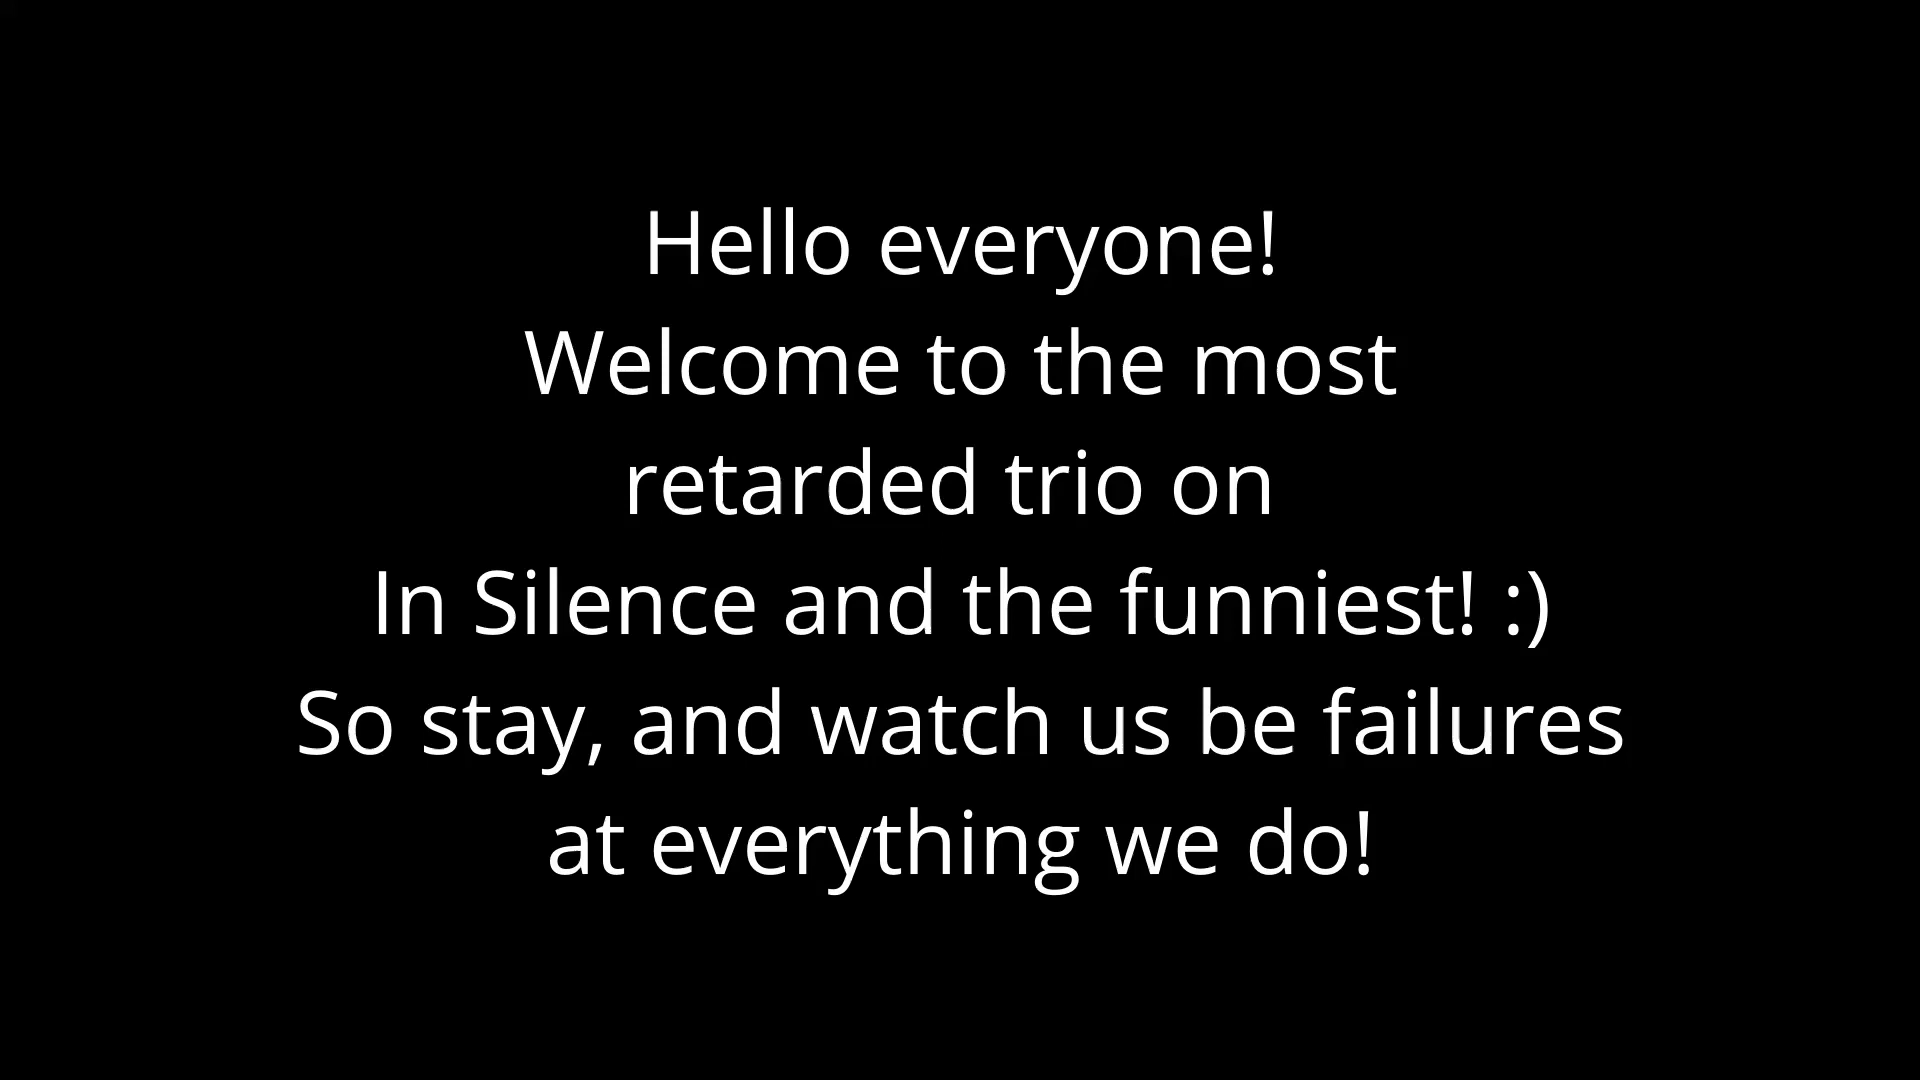 Hello everyone!
Welcome to the most
retarded trio on
In Silence and the funniest! :)
So stay, and watch us be failures
at everything we do!